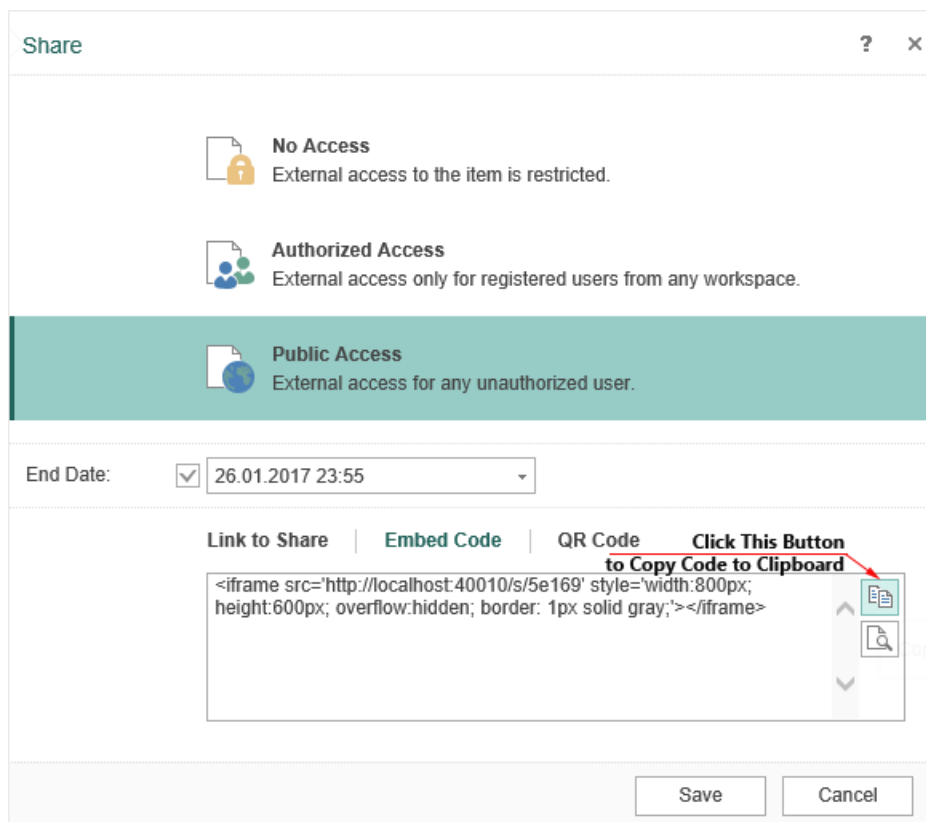 Share
?
No Access
External access to the item is restricted.
Authorized Access
External access only for registered users from any workspace.
Public Access
External access for any unauthorized user.
End Date: 26.01.2017 23:55
Link to Share Embed Code QR Code Click This Button
to Copy Code to Clipboard
<iframe src='http://localhost:40010/s/5e169' style='width:800px;
height:600px; overflow:hidden; border: 1px solid gray;'></iframe>
Save Cancel